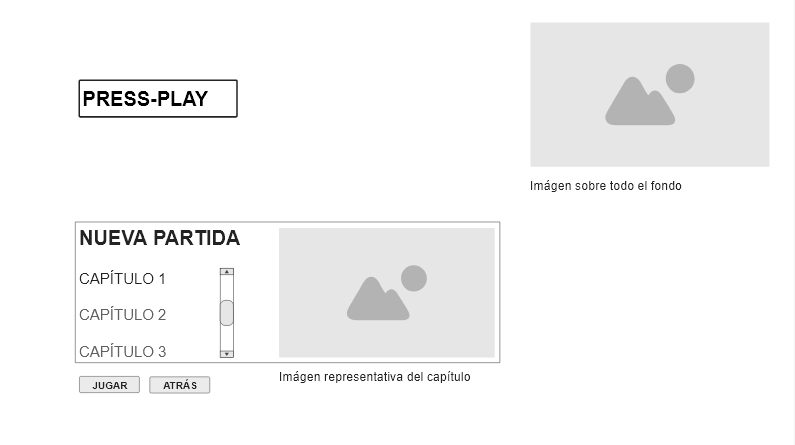 PRESS-PLAY
Imágen sobre todo el fondo
NUEVA PARTIDA
CAPÍTULO 1
CAPÍTULO 2
CAPÍTULO 3
Imágen representativa del capítulo
JUGAR
ATRÁS